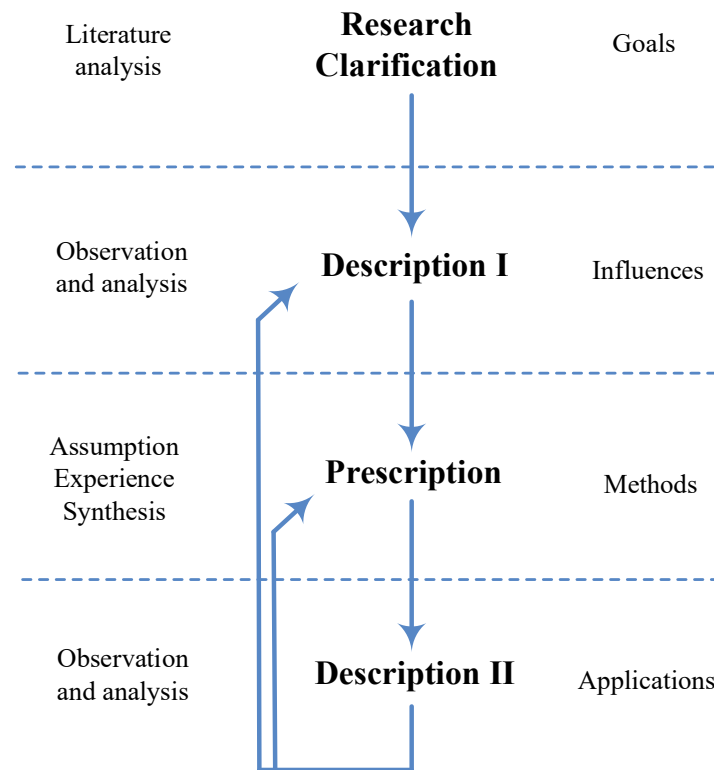 Literature
analysis
Research
Clarification
Goals
Observation
and analysis
Description I
Influences
Assumption
Experience
Synthesis
Prescription
Methods
Observation
and analysis
Description II
Applications